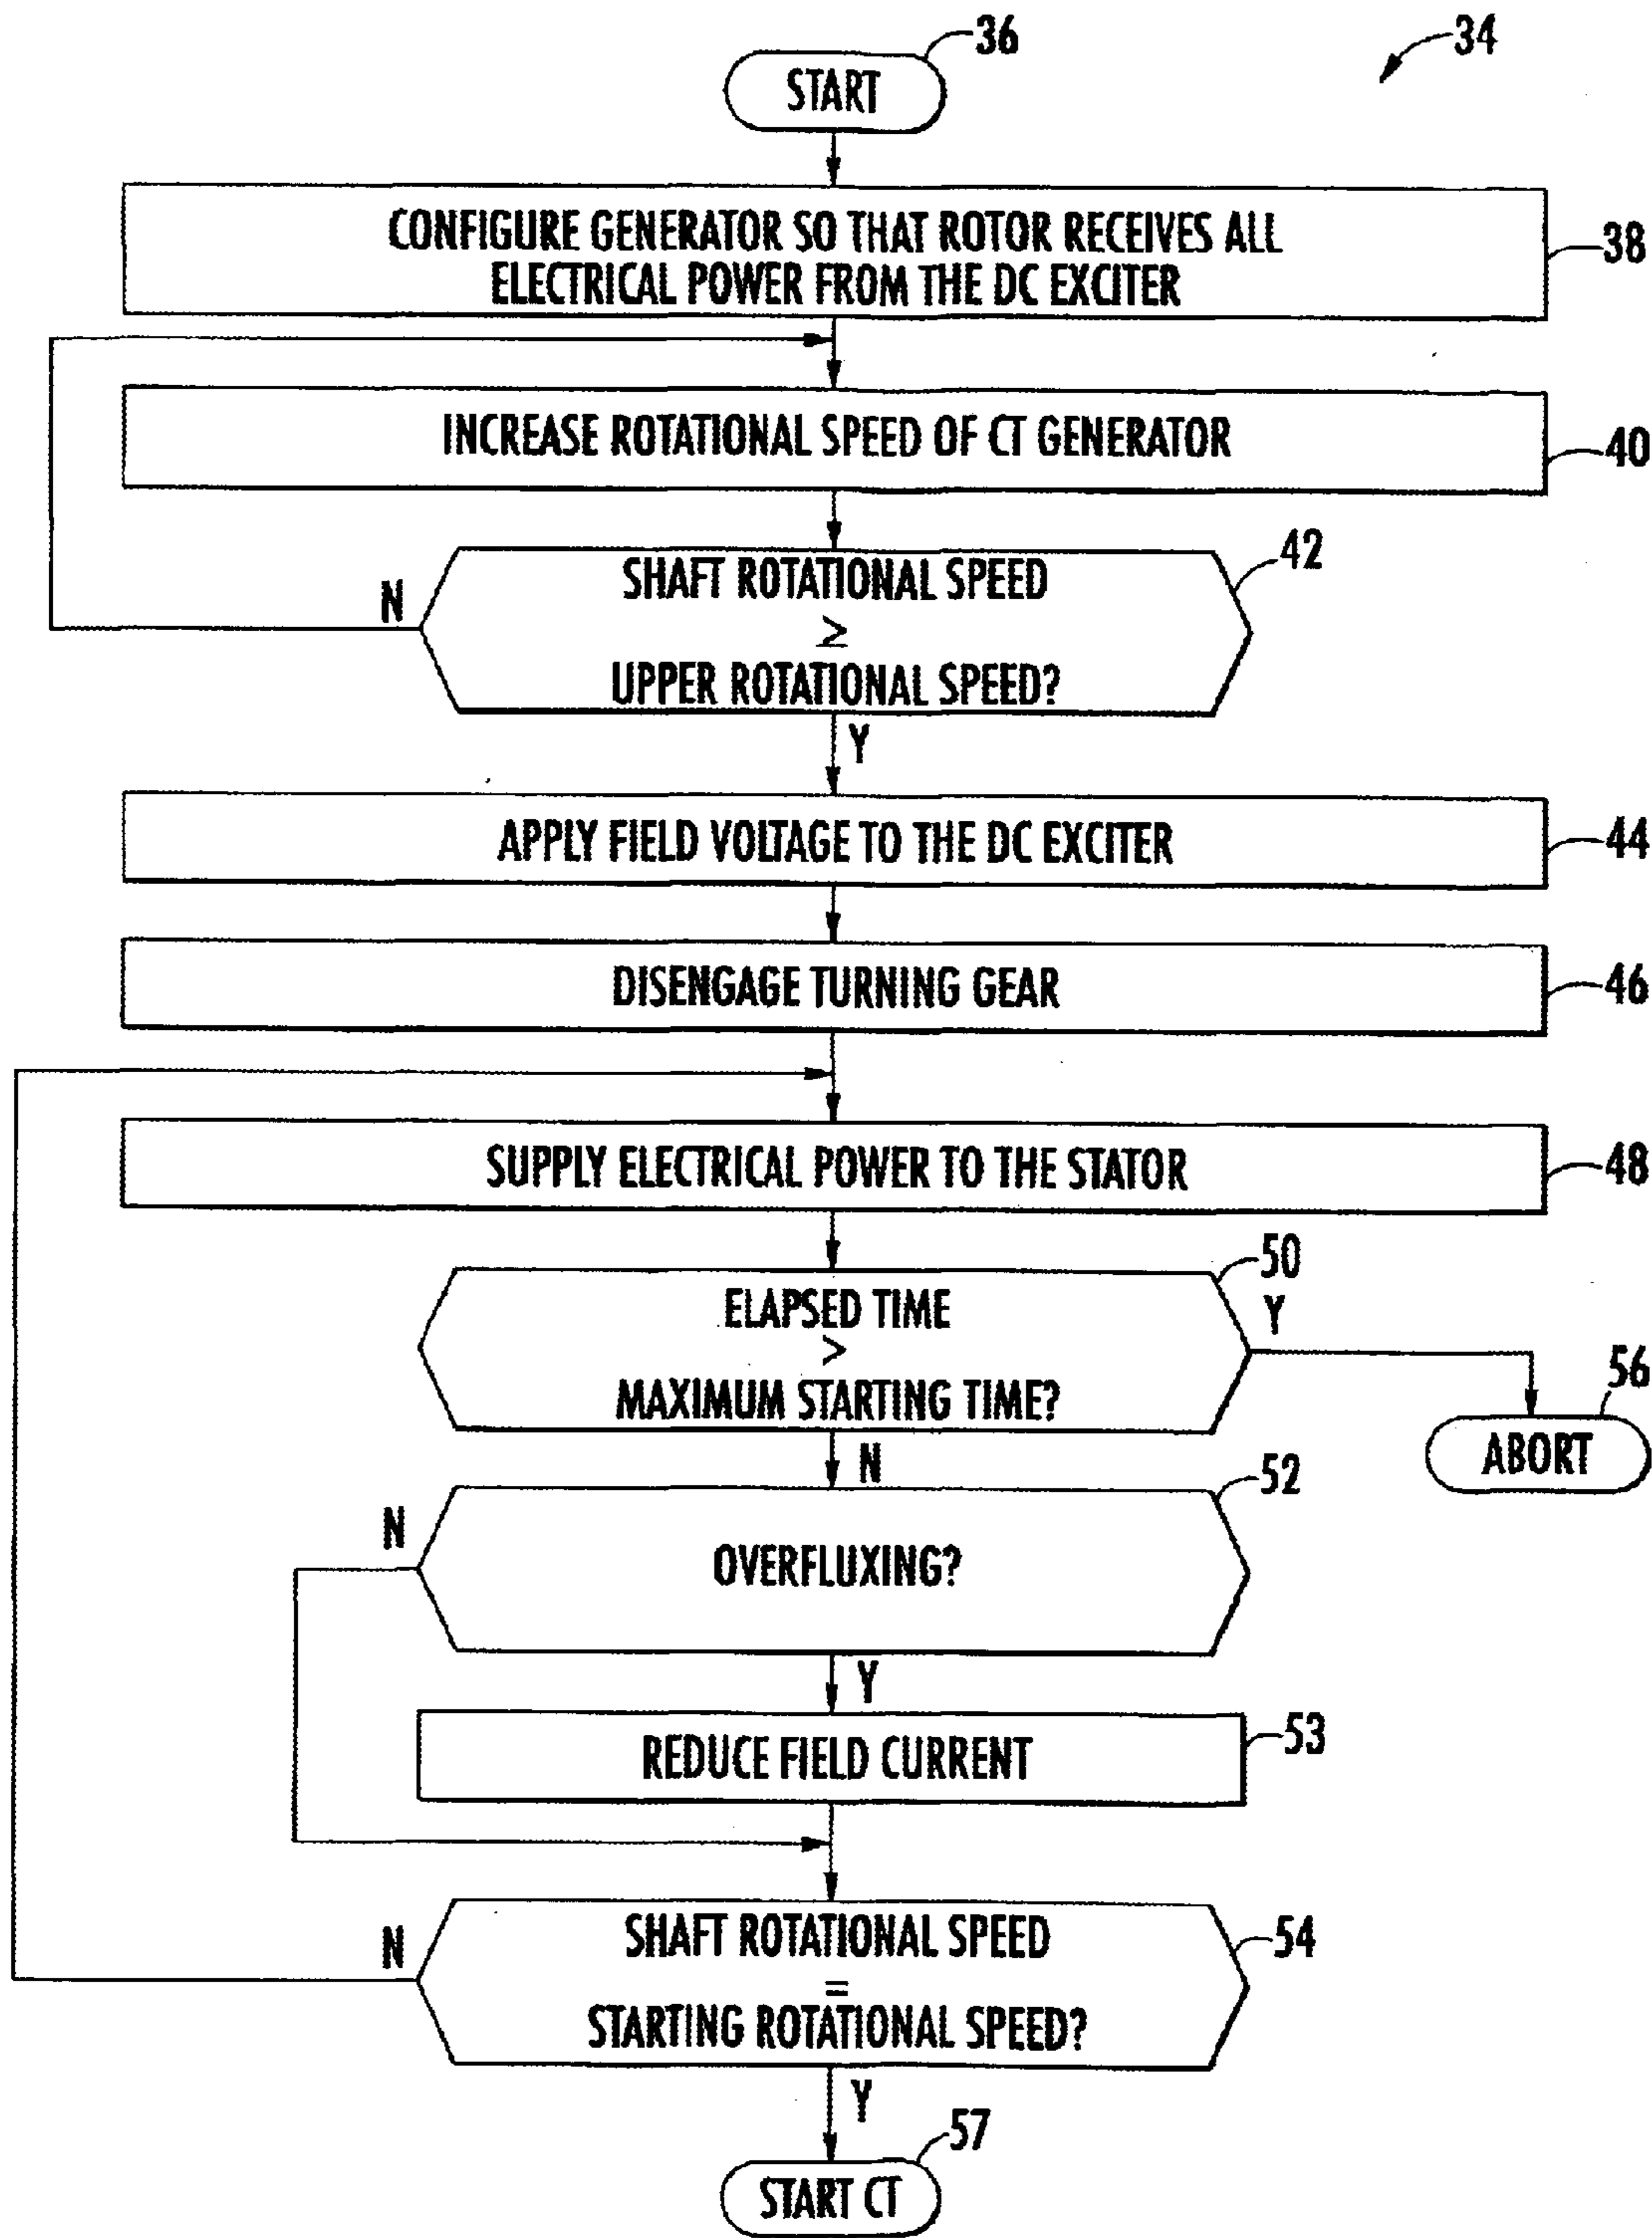 36
34
START
CONFIGURE GENERATOR SO THAT ROTOR RECEIVES ALL
ELECTRICAL POWER FROM THE DC EXCITER
38
INCREASE ROTATIONAL SPEED OF CT GENERATOR
40
42
SHAFT ROTATIONAL SPEED
≥
UPPER ROTATIONAL SPEED?
N
Y
APPLY FIELD VOLTAGE TO THE DC EXCITER
44
DISENGAGE TURNING GEAR
46
SUPPLY ELECTRICAL POWER TO THE STATOR
48
50
ELAPSED TIME
>
MAXIMUM STARTING TIME?
Y
56
ABORT
N
52
N
OVERFLUXING?
Y
REDUCE FIELD CURRENT
53
SHAFT ROTATIONAL SPEED
=
STARTING ROTATIONAL SPEED?
N
54
Y
57
START CT